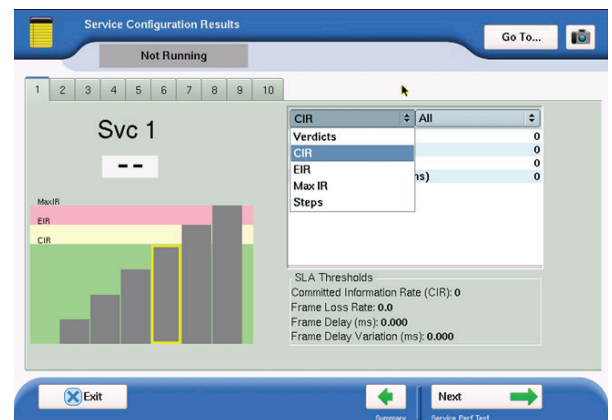 Service Configuration Results
Go To...
Not Running
1 2 3 4 5 6 7 8 9 10
Svc 1
--
MaxIR
EIR
CIR
CIR All
Verdicts 0
CIR 0
EIR 0
ns) 0
Max IR
Steps
SLA Thresholds
Committed Information Rate (CIR): 0
Frame Loss Rate: 0.0
Frame Delay (ms): 0.000
Frame Delay Variation (ms): 0.000
Exit
Next
Summary
Service Perf Test